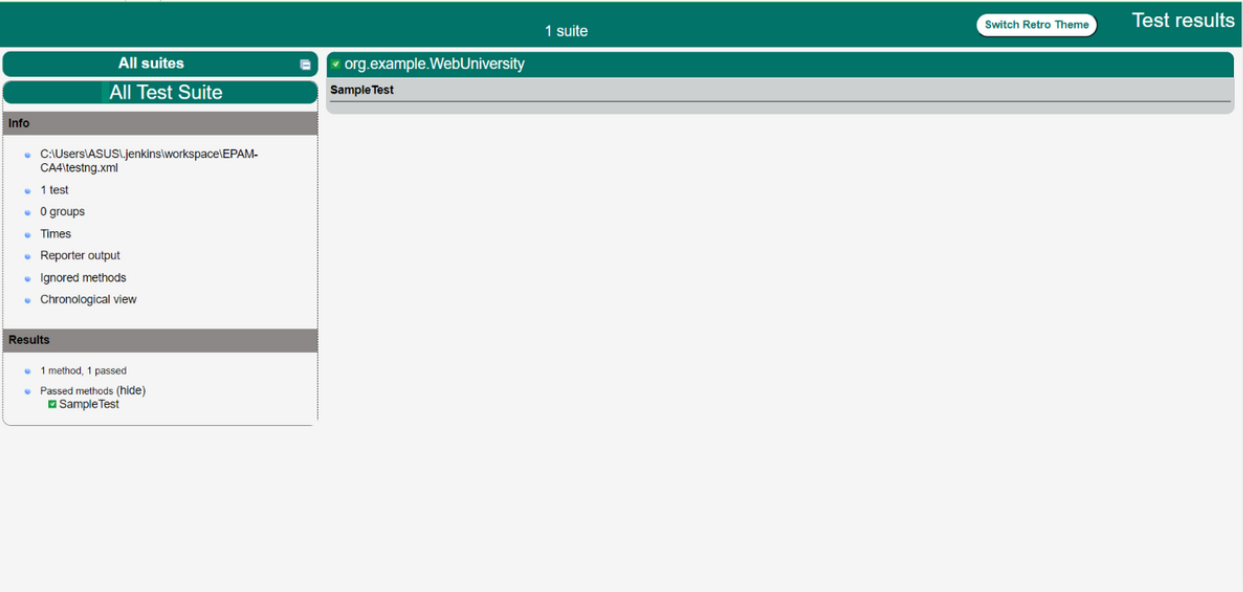 1 suite
Switch Retro Theme
Test results
All suites
All Test Suite
Info
C:\Users\ASUS\.jenkins\workspace\EPAM-
CA4\testng.xml
1 test
0 groups
Times
Reporter output
Ignored methods
Chronological view
Results
1 method, 1 passed
Passed methods (hide)
SampleTest
org.example.WebUniversity
SampleTest